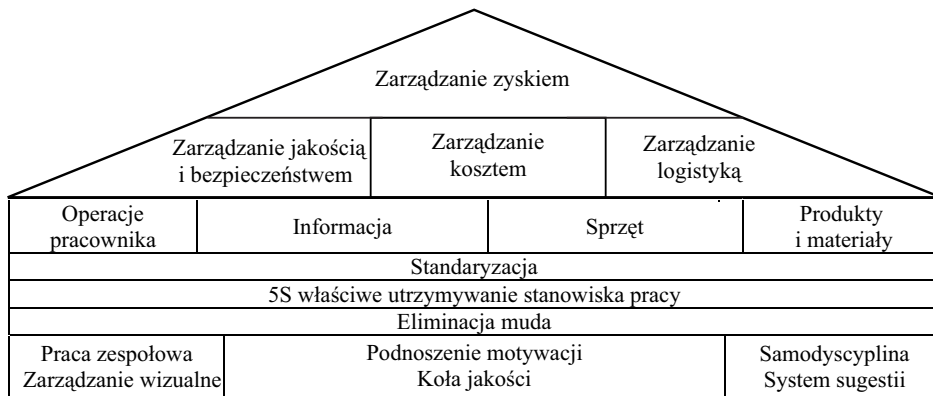 Zarządzanie zyskiem
Zarządzanie jakością
i bezpieczeństwem
Zarządzanie
kosztem
Zarządzanie
logistyką
Operacje
pracownika
Informacja
Sprzęt
Produkty
i materiały
Standaryzacja
5S właściwe utrzymywanie stanowiska pracy
Eliminacja muda
Praca zespołowa
Zarządzanie wizualne
Podnoszenie motywacji
Koła jakości
Samodyscyplina
System sugestii